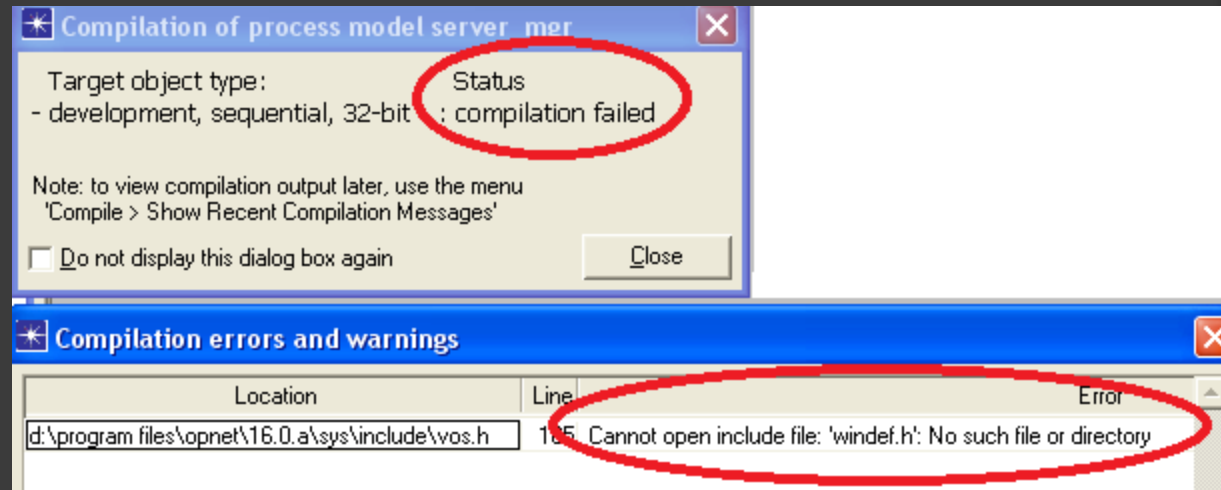 Compilation of process model server_mgr
Target object type: Status
- development, sequential, 32-bit : compilation failed
Note: to view compilation output later, use the menu
'Compile > Show Recent Compilation Messages'
Do not display this dialog box again Close
Compilation errors and warnings
Location Line Error
d:\program files\opnet\16.0.a\sys\include\vos.h Cannot open include file: 'windef.h': No such file or directory